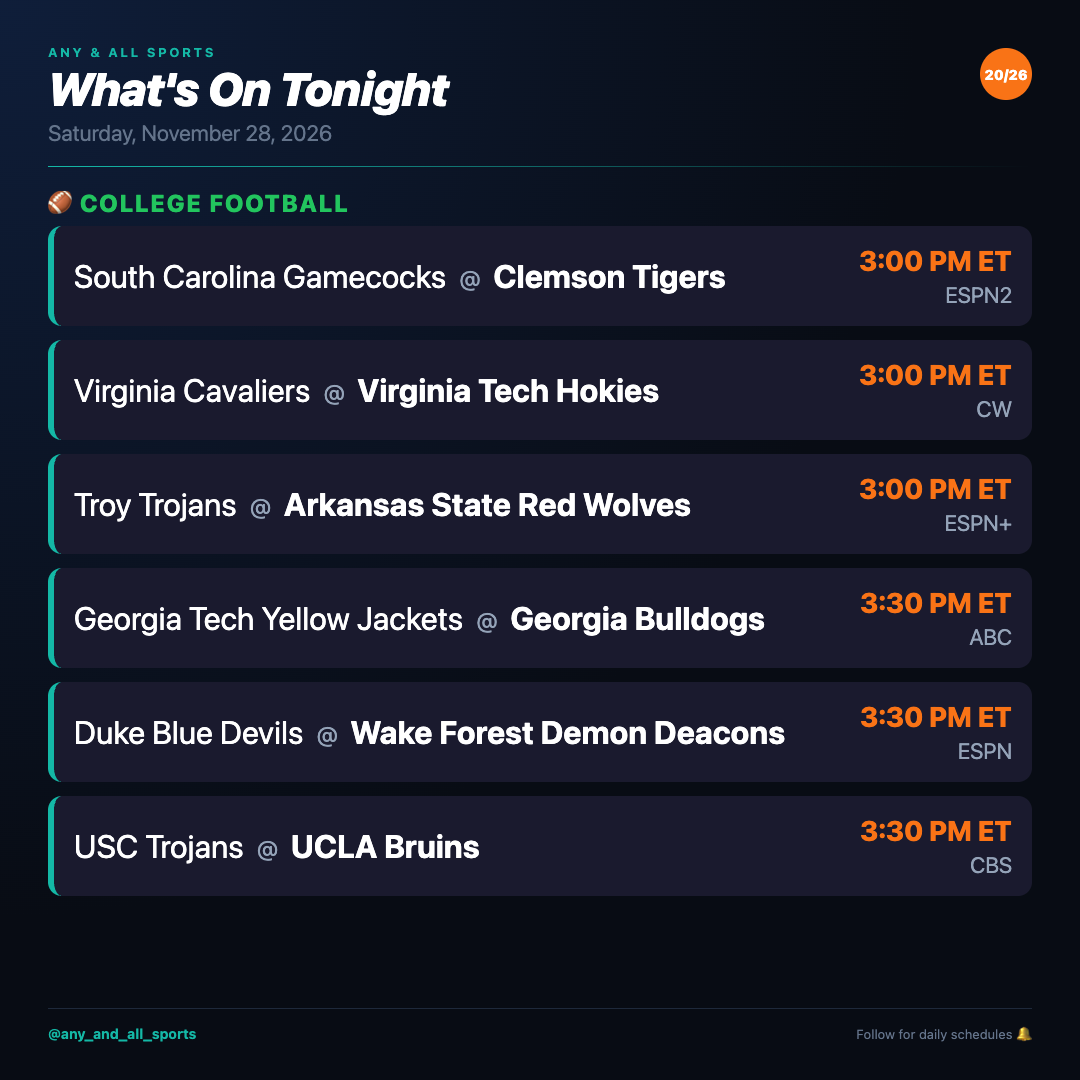 ANY & ALL SPORTS
What's On Tonight
Saturday, November 28, 2026
20/26
🏈 COLLEGE FOOTBALL
South Carolina Gamecocks @ Clemson Tigers
3:00 PM ET
ESPN2
Virginia Cavaliers @ Virginia Tech Hokies
3:00 PM ET
CW
Troy Trojans @ Arkansas State Red Wolves
3:00 PM ET
ESPN+
Georgia Tech Yellow Jackets @ Georgia Bulldogs
3:30 PM ET
ABC
Duke Blue Devils @ Wake Forest Demon Deacons
3:30 PM ET
ESPN
USC Trojans @ UCLA Bruins
3:30 PM ET
CBS
@any_and_all_sports
Follow for daily schedules 🔔